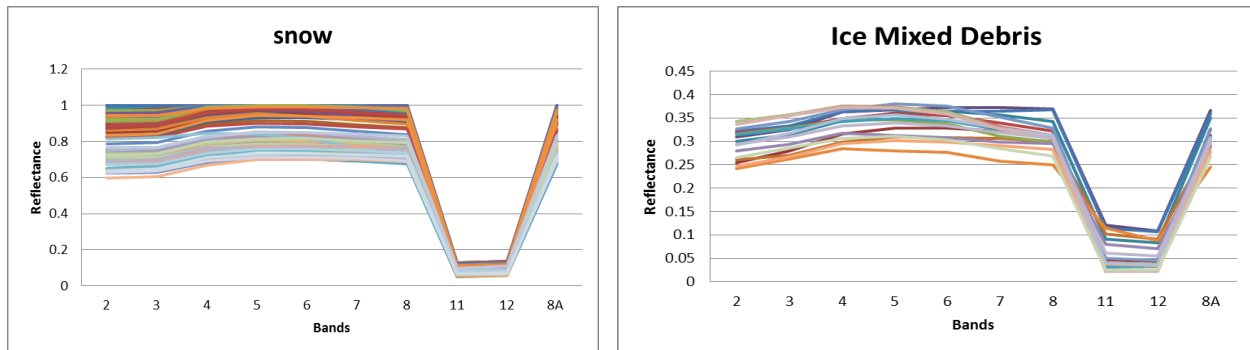 snow
1.2
1
0.8
0.6
0.4
0.2
0
Reflectance
2 3 4 5 6 7 8 11 12 8A
Bands
Ice Mixed Debris
0.45
0.4
0.35
0.3
0.25
0.2
0.15
0.1
0.05
0
Reflectance
2 3 4 5 6 7 8 11 12 8A
Bands